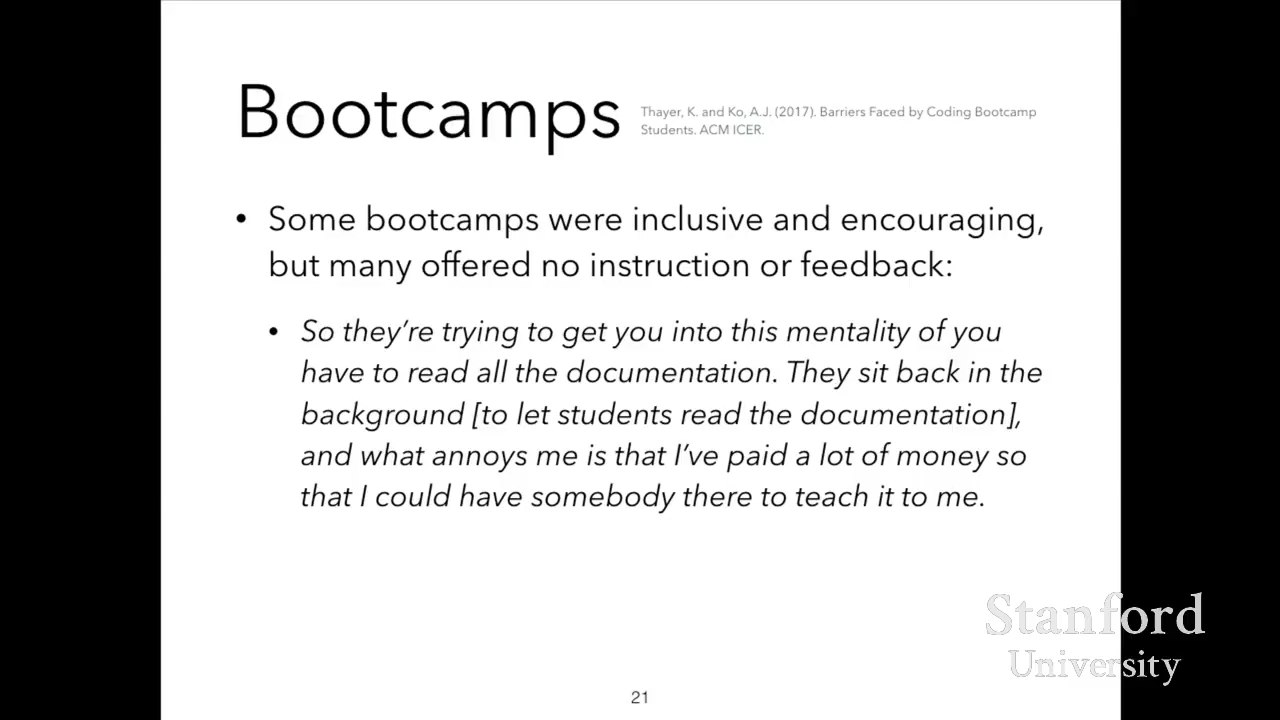 Bootcamps
Thayer, K. and Ko, A.J. (2017). Barriers Faced by Coding Bootcamp
Students. ACM ICER.
• Some bootcamps were inclusive and encouraging,
but many offered no instruction or feedback:
• So they’re trying to get you into this mentality of you
have to read all the documentation. They sit back in the
background [to let students read the documentation],
and what annoys me is that I’ve paid a lot of money so
that I could have somebody there to teach it to me.
Stanford
University
21